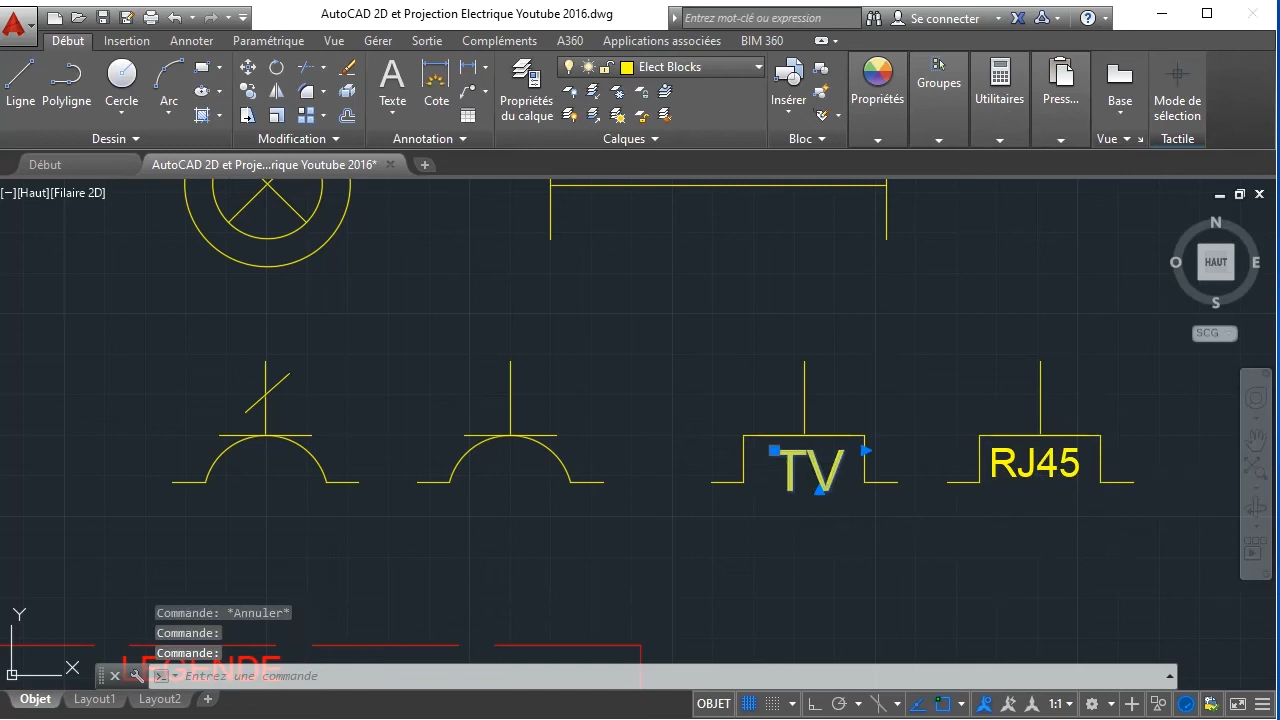 AutoCAD 2D et Projection Electrique Youtube 2016.dwg
Entrez mot-clé ou expression
Se connecter
Début Insertion Annoter Paramétrique Vue Gérer Sortie Compléments A360 Applications associées BIM 360
Elect Blocks
Ligne Polyligne Cercle Arc
Texte Cote
Propriétés
du calque
Insérer
Propriétés
Groupes
Utilitaires
Press...
Base
Mode de
sélection
Dessin Modification Annotation Calques Bloc Vue Tactile
Début AutoCAD 2D et Proje...rique Youtube 2016*
[−][Haut][Filaire 2D]
N
O HAUT E
S
SCG
TV
RJ45
Commande: *Annuler*
Commande:
Commande:
Y
X
LEGENDE
Entrez une commande
Objet Layout1 Layout2
OBJET
1:1